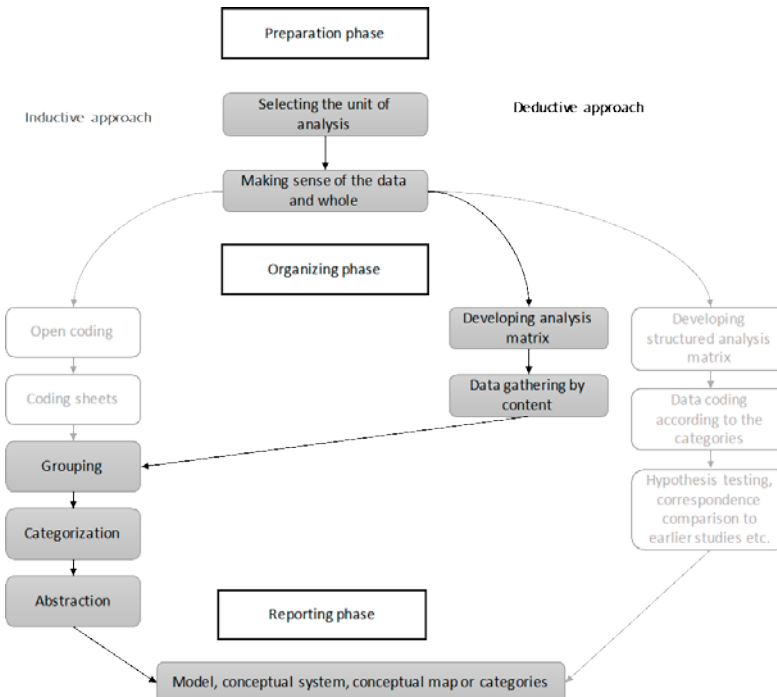 Preparation phase
Inductive approach
Deductive approach
Selecting the unit of
analysis
Making sense of the data
and whole
Organizing phase
Open coding
Coding sheets
Grouping
Categorization
Abstraction
Developing analysis
matrix
Data gathering by
content
Developing
structured analysis
matrix
Data coding
according to the
categories
Hypothesis testing,
correspondence
comparison to
earlier studies etc.
Reporting phase
Model, conceptual system, conceptual map or categories